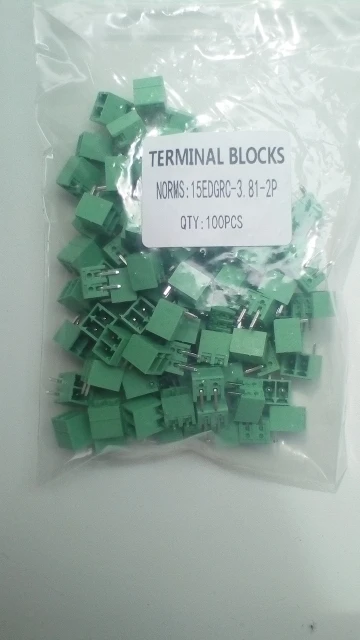 TERMINAL BLOCKS
NORMS:15EDGRC-3.81-2P
QTY:100PCS